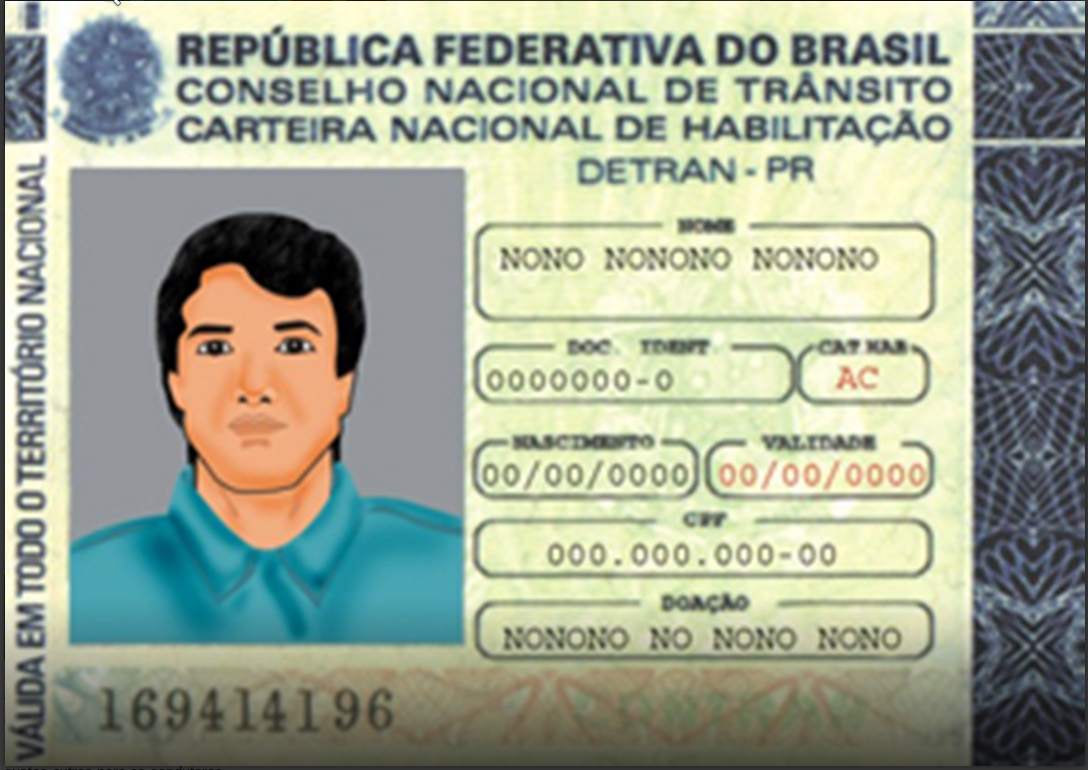 REPÚBLICA FEDERATIVA DO BRASIL
CONSELHO NACIONAL DE TRÂNSITO
CARTEIRA NACIONAL DE HABILITAÇÃO
DETRAN - PR
VÁLIDA EM TODO O TERRITÓRIO NACIONAL
NOME
NONO NONONO NONONO
DOC. IDENT
CAT HAB
0000000-0
AC
NASCIMENTO
VALIDADE
00/00/0000
00/00/0000
CPF
000.000.000-00
DOAÇÃO
NONONO NO NONO NONO
169414196